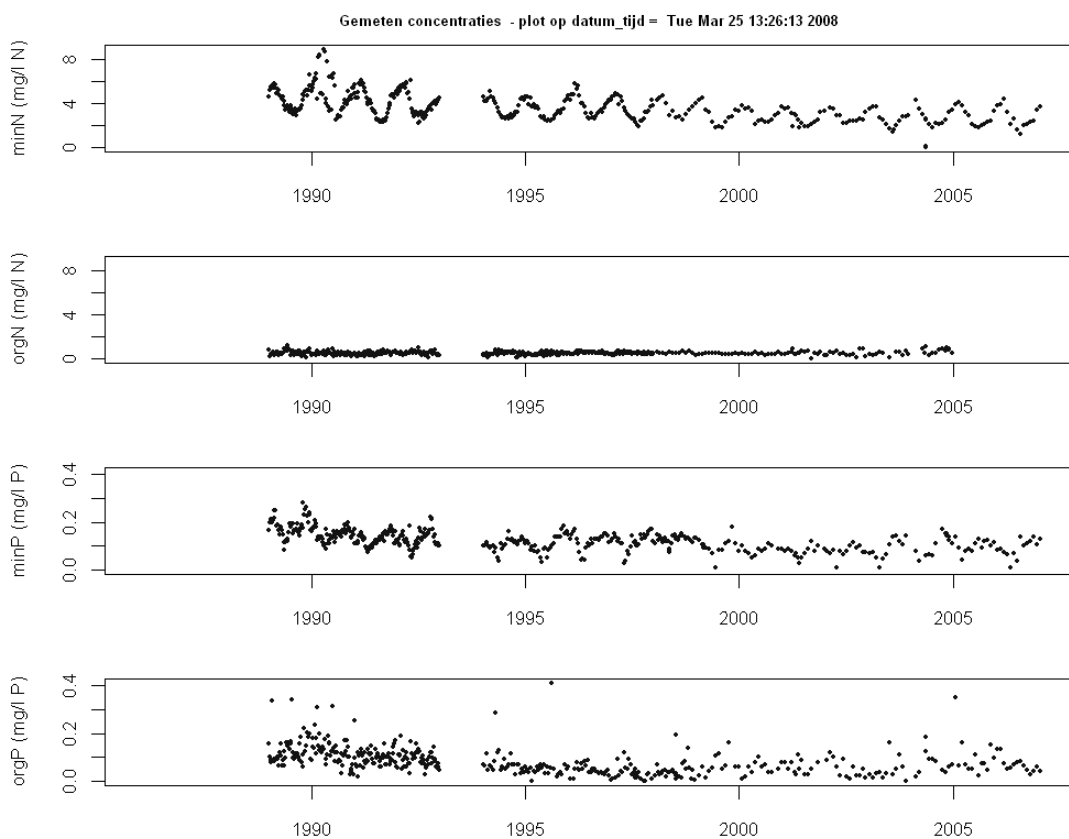 Gemeten concentraties - plot op datum_tijd = Tue Mar 25 13:26:13 2008
minN (mg/l N)
8
4
0
1990 1995 2000 2005
orgN (mg/l N)
8
4
0
1990 1995 2000 2005
minP (mg/l P)
0.4
0.2
0.0
1990 1995 2000 2005
orgP (mg/l P)
0.4
0.2
0.0
1990 1995 2000 2005